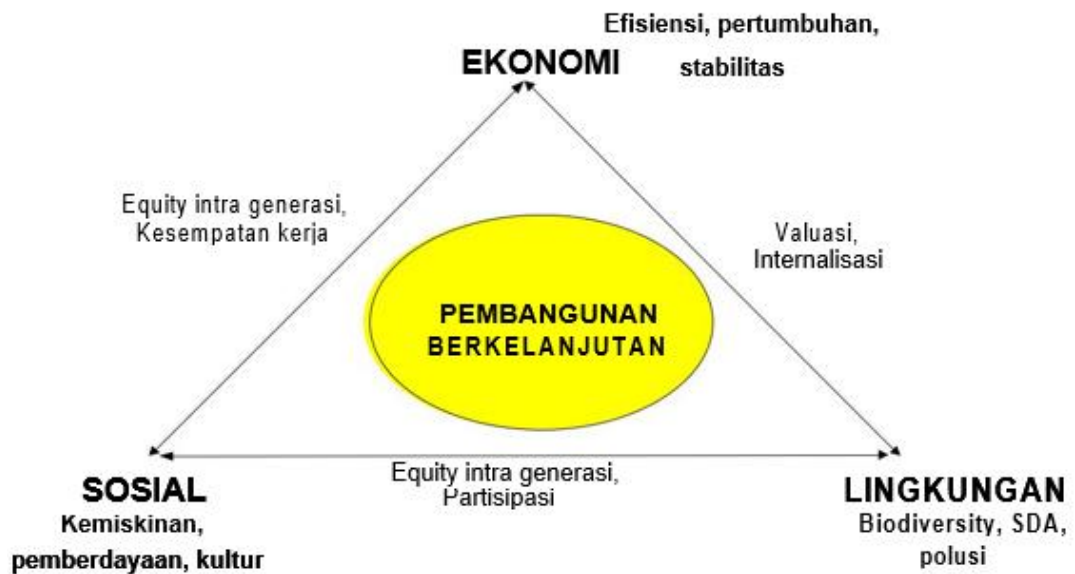 Efisiensi, pertumbuhan,
stabilitas
EKONOMI
Equity intra generasi,
Kesempatan kerja
Valuasi,
Internalisasi
PEMBANGUNAN
BERKELANJUTAN
Equity intra generasi,
Partisipasi
SOSIAL
Kemiskinan,
pemberdayaan, kultur
LINGKUNGAN
Biodiversity, SDA,
polusi